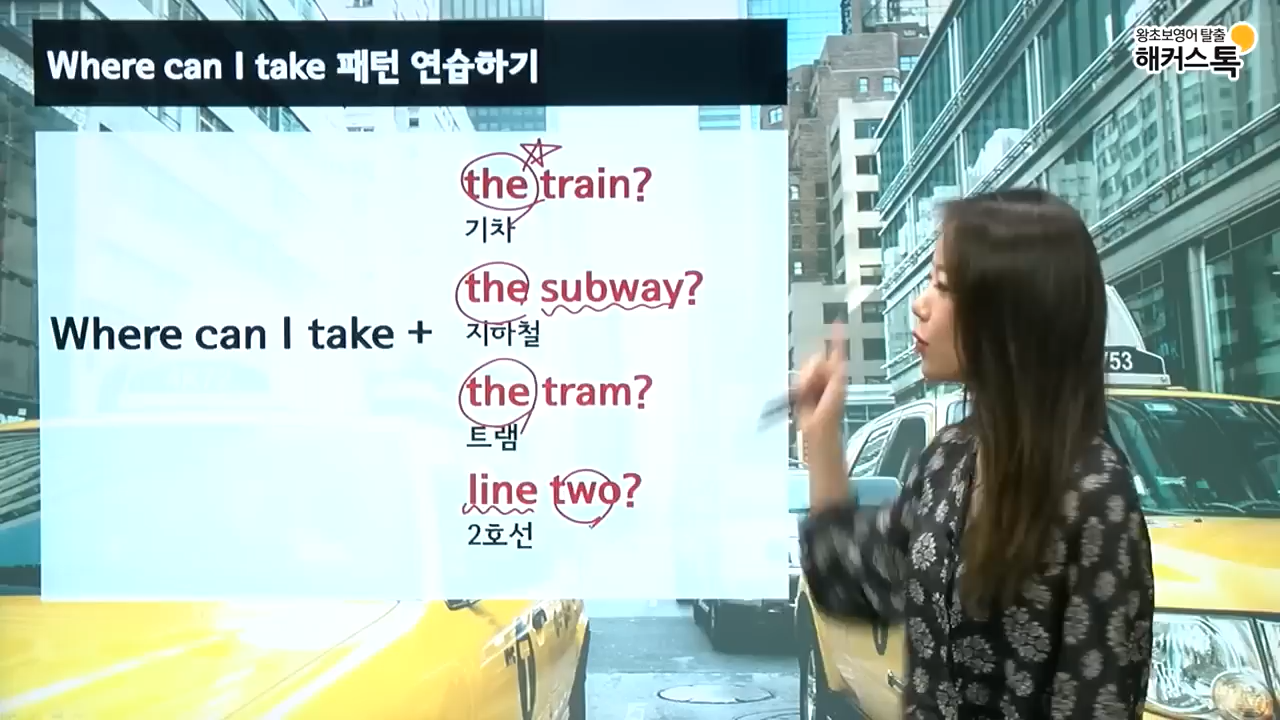 Where can I take 패턴 연습하기
왕초보영어 탈출
해커스톡
the train?
기차
the subway?
지하철
Where can I take +
the tram?
트램
line two?
2호선
53